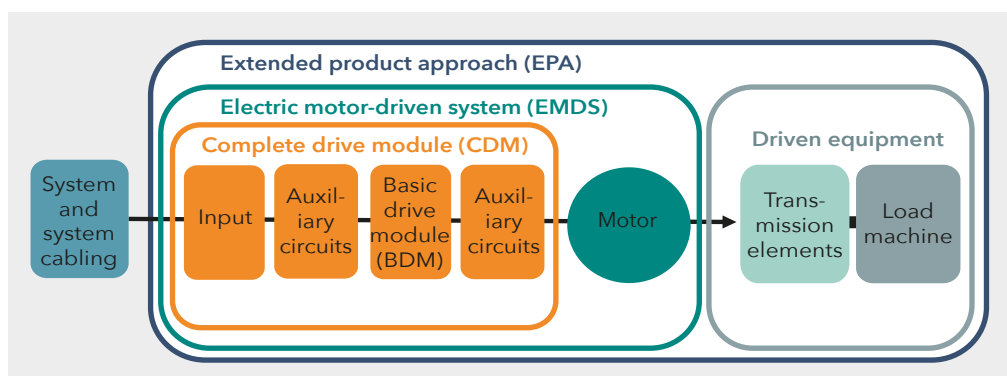 Extended product approach (EPA)
Electric motor-driven system (EMDS)
Complete drive module (CDM)
Driven equipment
System
and
system
cabling
Input
Auxil-
iary
circuits
Basic
drive
module
(BDM)
Auxil-
iary
circuits
Motor
Trans-
mission
elements
Load
machine